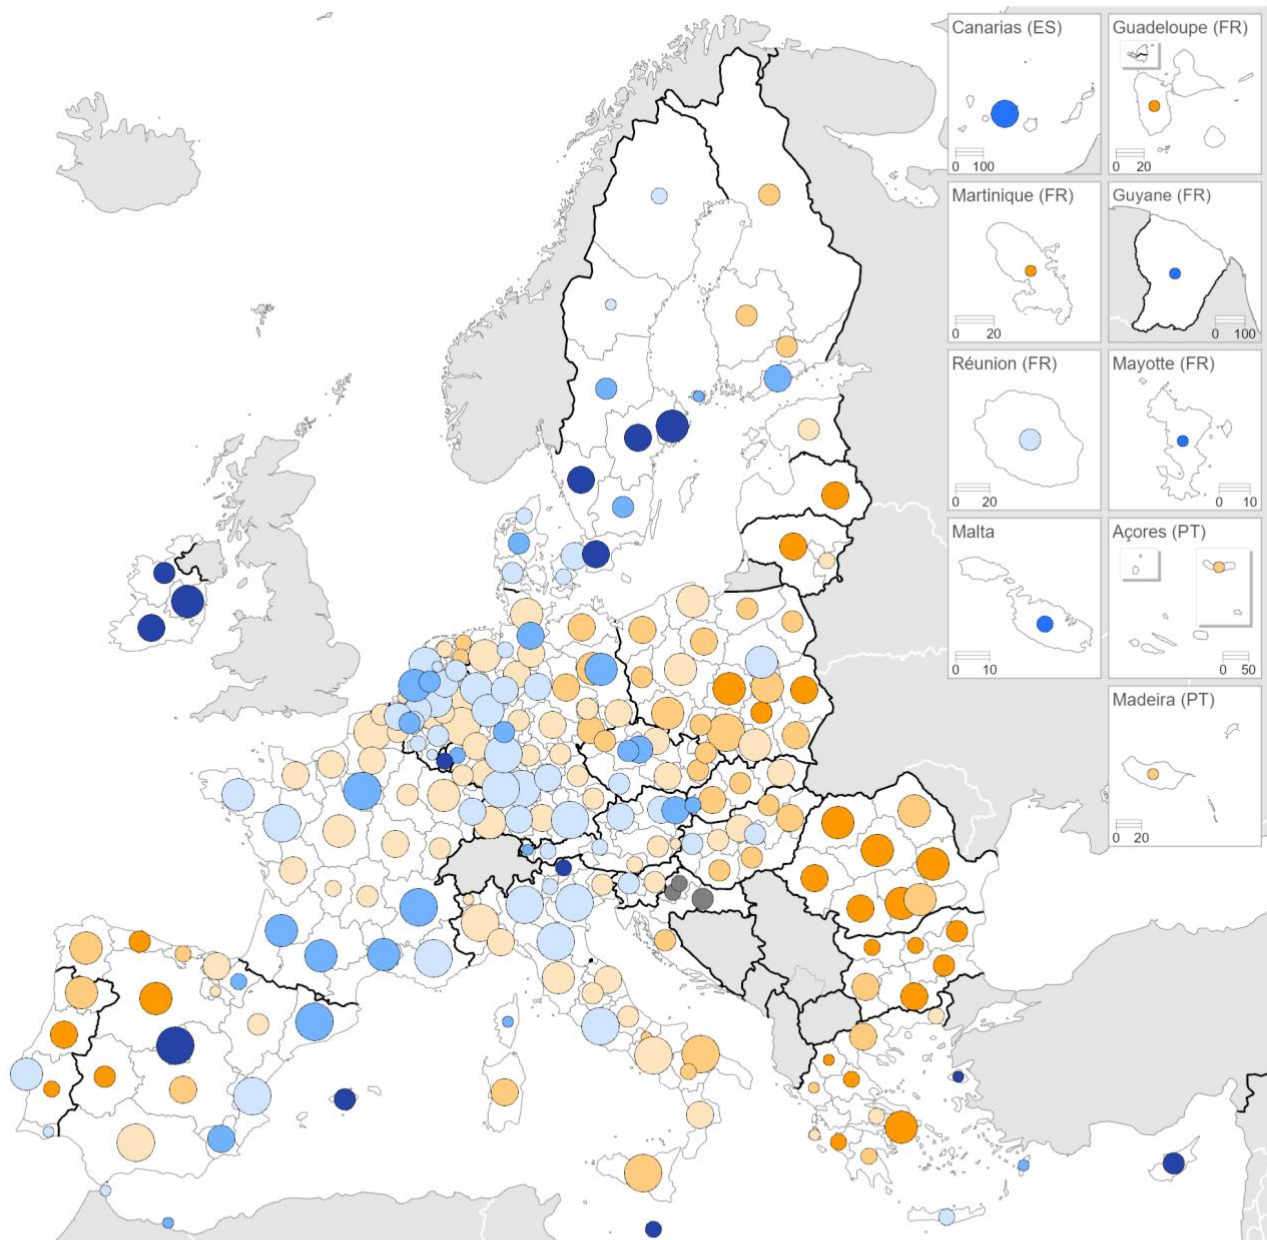 Canarias (ES)
0 100
Guadeloupe (FR)
0 20
Martinique (FR)
0 20
Guyane (FR)
0 100
Réunion (FR)
0 20
Mayotte (FR)
0 10
Malta
0 10
Açores (PT)
0 50
Madeira (PT)
0 20